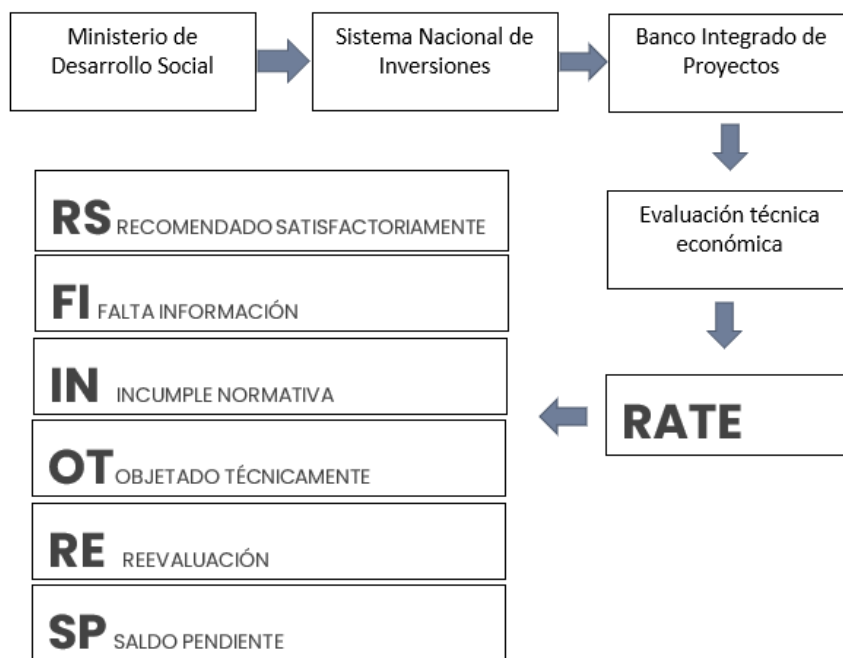 Ministerio de
Desarrollo Social
Sistema Nacional de
Inversiones
Banco Integrado de
Proyectos
Evaluación técnica
económica
RATE
RS RECOMENDADO SATISFACTORIAMENTE
FI FALTA INFORMACIÓN
IN INCUMPLE NORMATIVA
OT OBJETADO TÉCNICAMENTE
RE REEVALUACIÓN
SP SALDO PENDIENTE